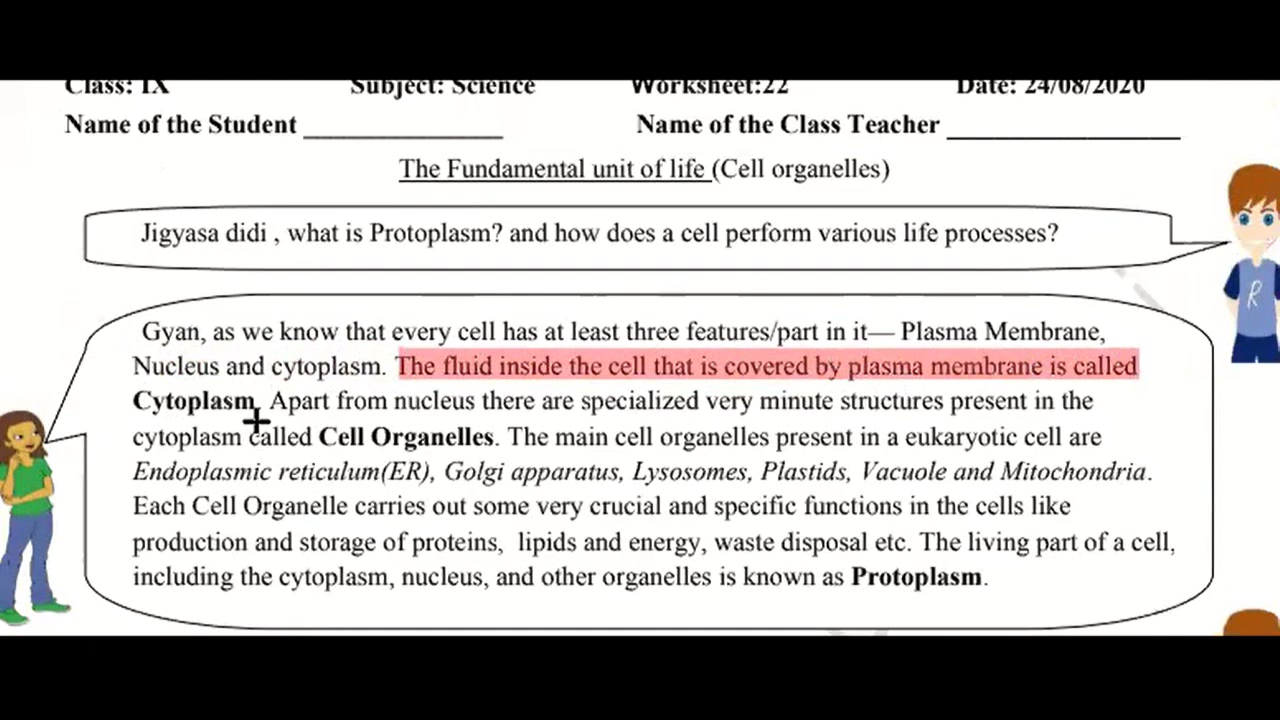 Class: IX Subject: Science Worksheet:22 Date: 24/08/2020
Name of the Student _______________ Name of the Class Teacher __________________
The Fundamental unit of life (Cell organelles)
Jigyasa didi , what is Protoplasm? and how does a cell perform various life processes?
R
Gyan, as we know that every cell has at least three features/part in it— Plasma Membrane,
Nucleus and cytoplasm. The fluid inside the cell that is covered by plasma membrane is called
Cytoplasm. Apart from nucleus there are specialized very minute structures present in the
cytoplasm called Cell Organelles. The main cell organelles present in a eukaryotic cell are
Endoplasmic reticulum(ER), Golgi apparatus, Lysosomes, Plastids, Vacuole and Mitochondria.
Each Cell Organelle carries out some very crucial and specific functions in the cells like
production and storage of proteins, lipids and energy, waste disposal etc. The living part of a cell,
including the cytoplasm, nucleus, and other organelles is known as Protoplasm.